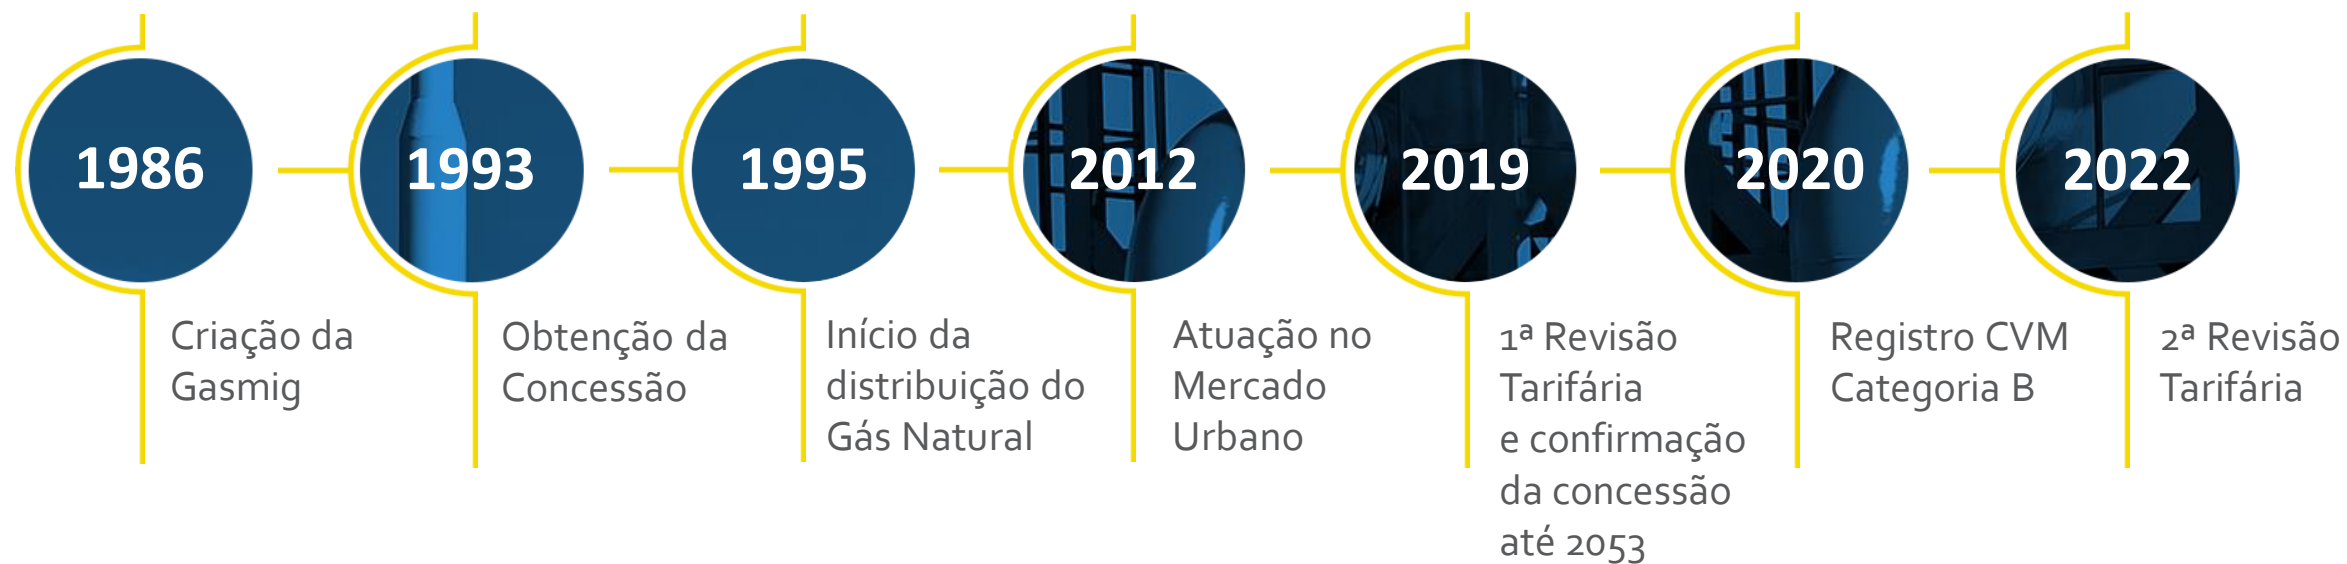 1986
Criação da
Gasmig
1993
Obtenção da
Concessão
1995
Início da
distribuição do
Gás Natural
2012
Atuação no
Mercado
Urbano
2019
1ª Revisão
Tarifária
e confirmação
da concessão
até 2053
2020
Registro CVM
Categoria B
2022
2ª Revisão
Tarifária